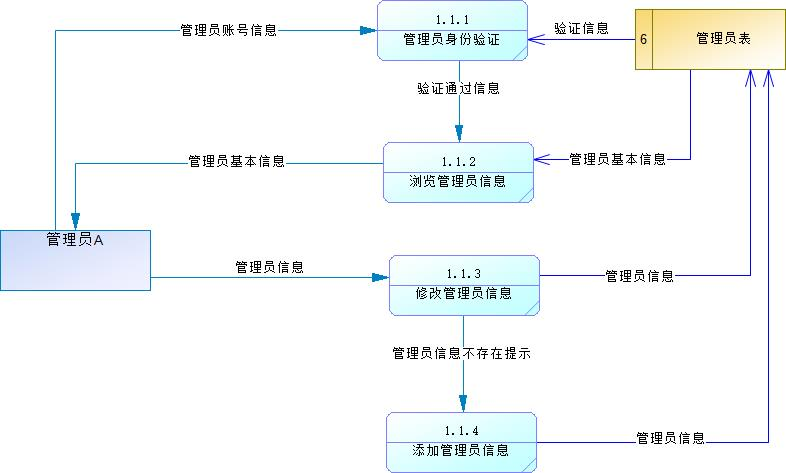 1.1.1
管理员账号信息
管理员身份验证
验证信息
6
管理员表
验证通过信息
1.1.2
管理员基本信息
浏览管理员信息
管理员基本信息
管理员A
管理员信息
1.1.3
修改管理员信息
管理员信息
管理员信息不存在提示
1.1.4
添加管理员信息
管理员信息